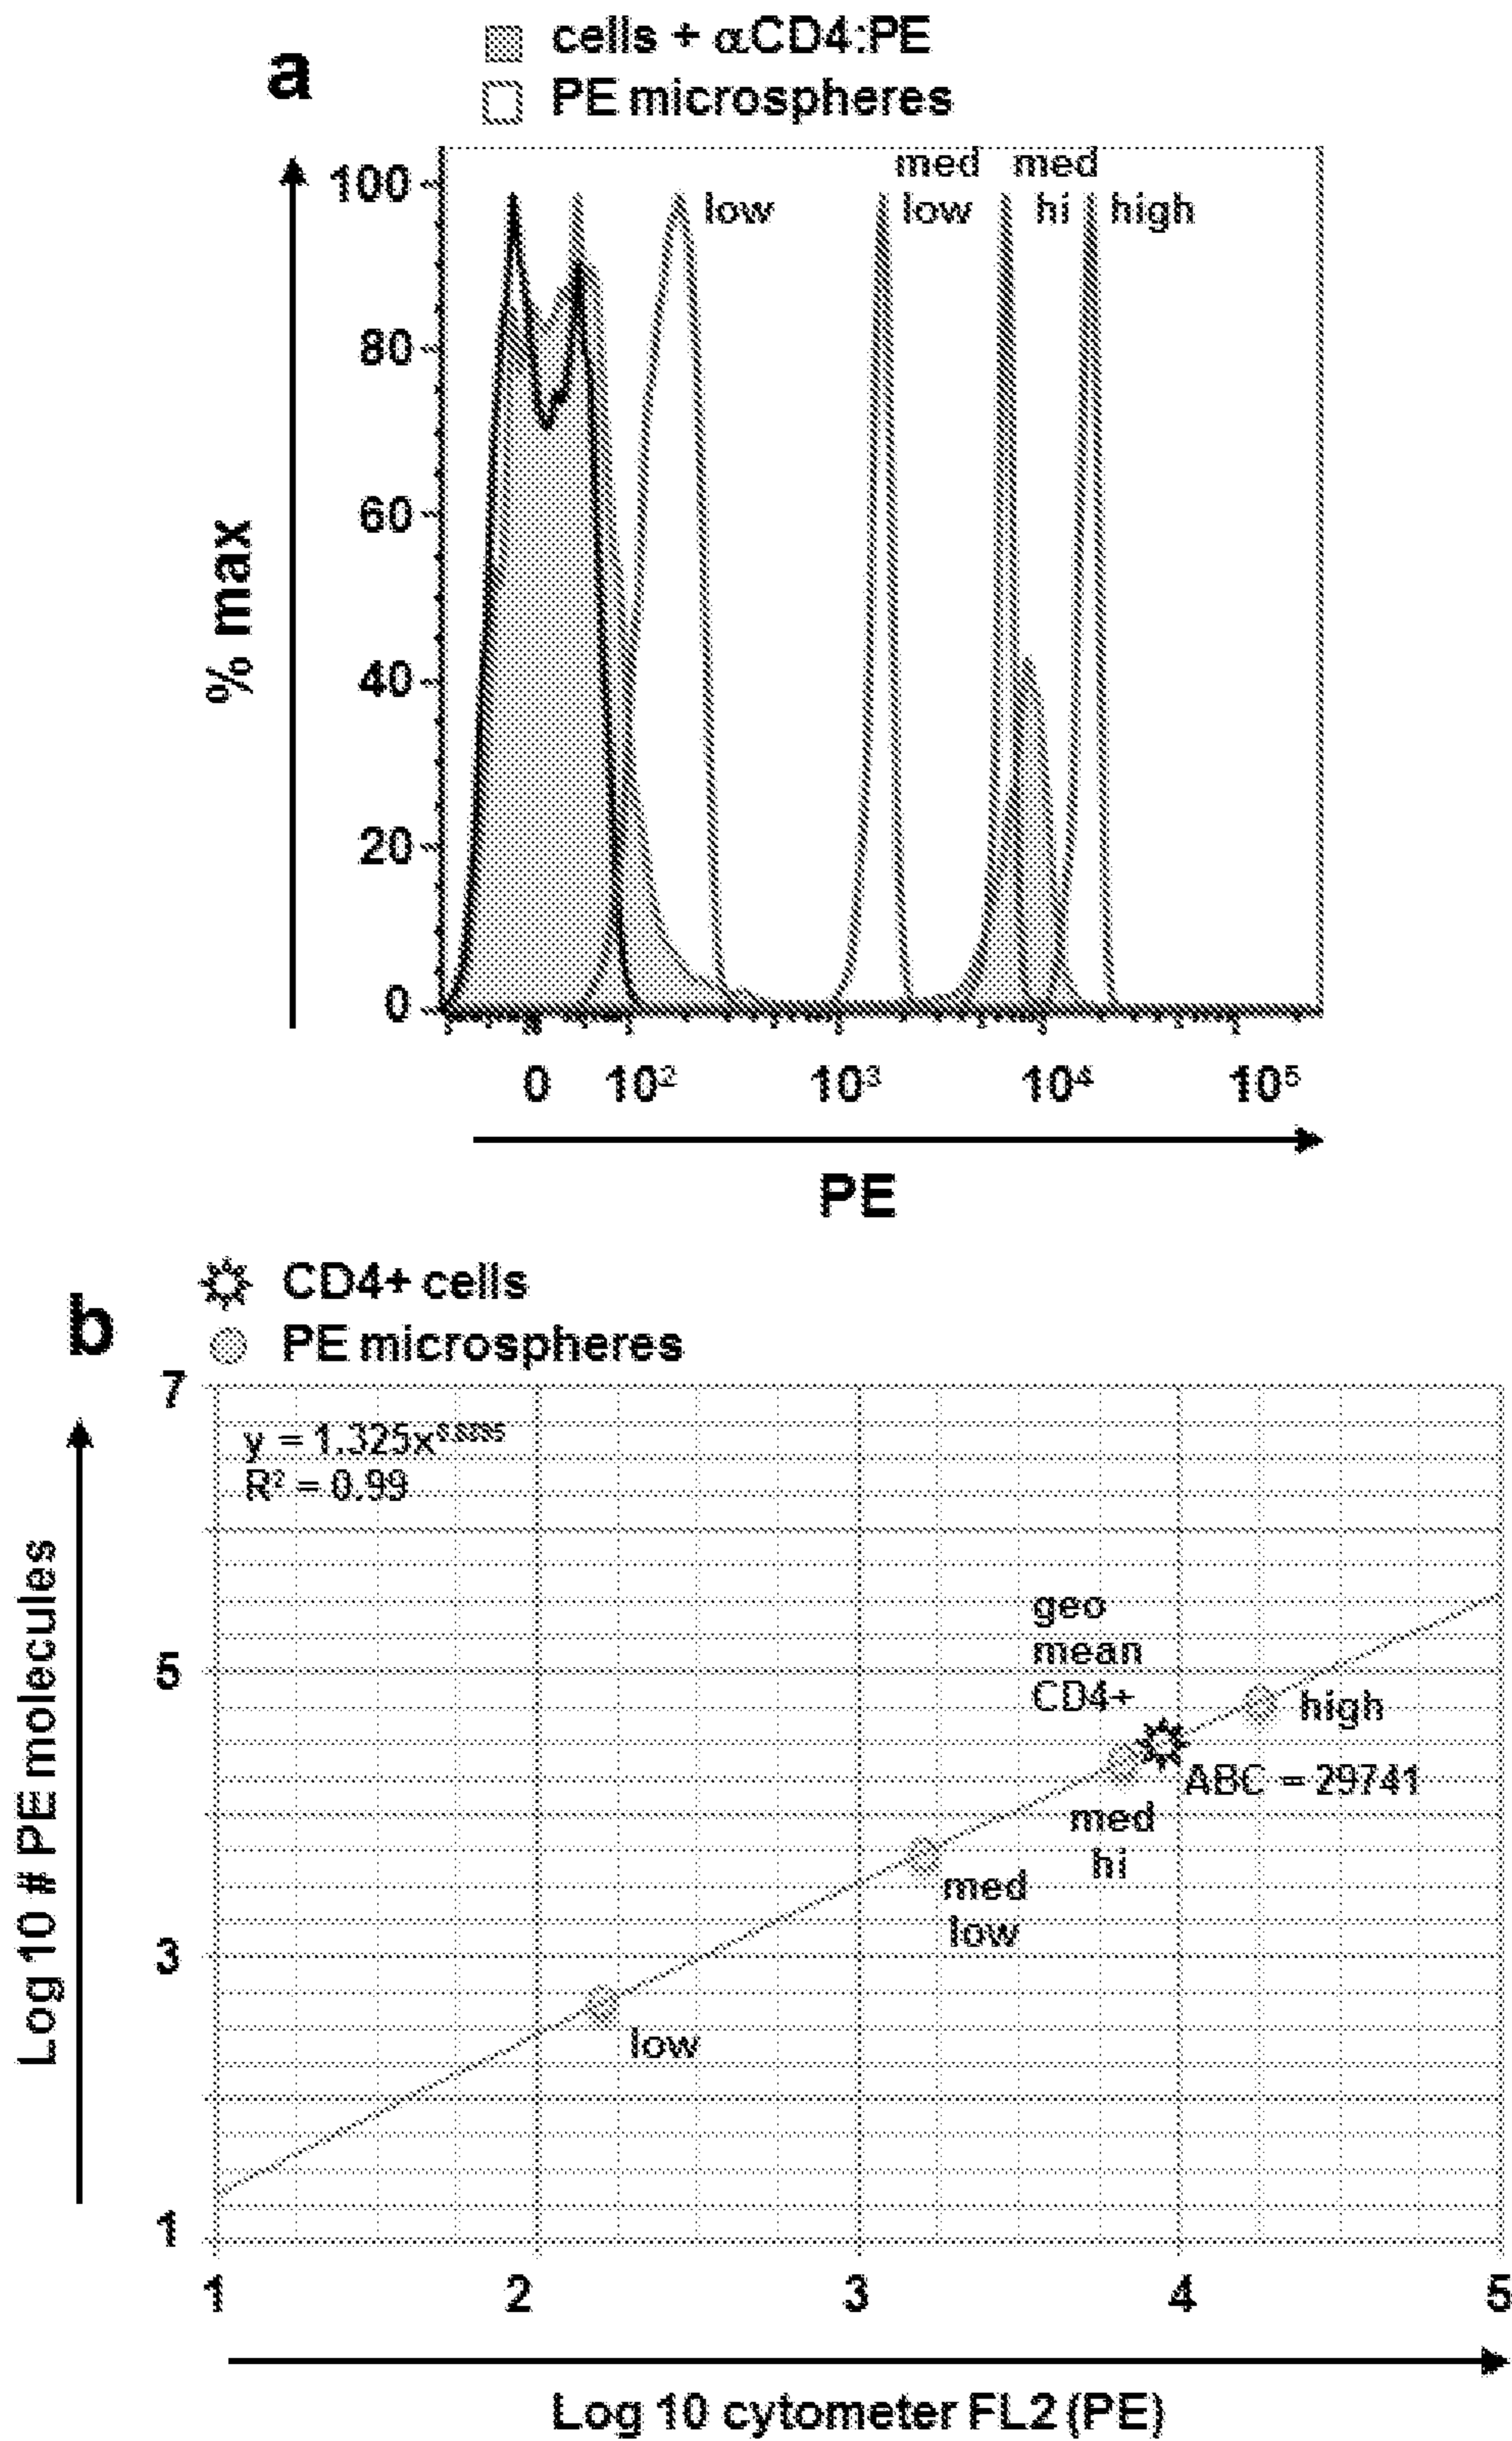 a
cells + αCD4:PE
PE microspheres
% max
100
80
60
40
20
0
low
med
low
med
hi
high
0 10² 10³ 10⁴ 10⁵
PE
b
CD4+ cells
PE microspheres
Log 10 # PE molecules
7
5
3
1
y = 1.325x
R² = 0.99
geo
mean
CD4+
high
ABC = 29741
med
hi
med
low
low
1 2 3 4 5
Log 10 cytometer FL2 (PE)